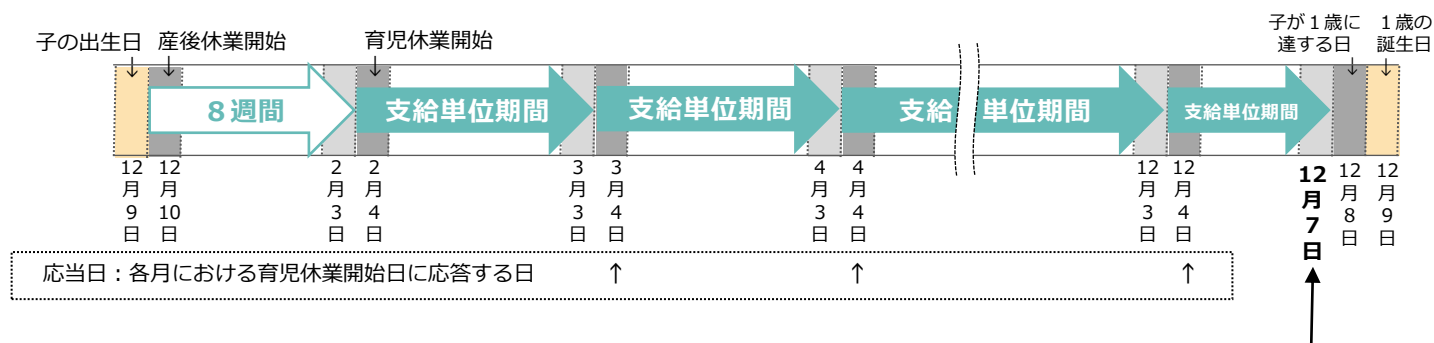 子の出生日 産後休業開始 育児休業開始 子が１歳に達する日 １歳の誕生日
８週間 支給単位期間 支給単位期間 支給単位期間 支給単位期間
12月9日 12月10日 2月3日 2月4日 3月3日 3月4日 4月3日 4月4日 12月3日 12月4日 12月7日 12月8日 12月9日
応当日：各月における育児休業開始日に応答する日 ↑ ↑ ↑